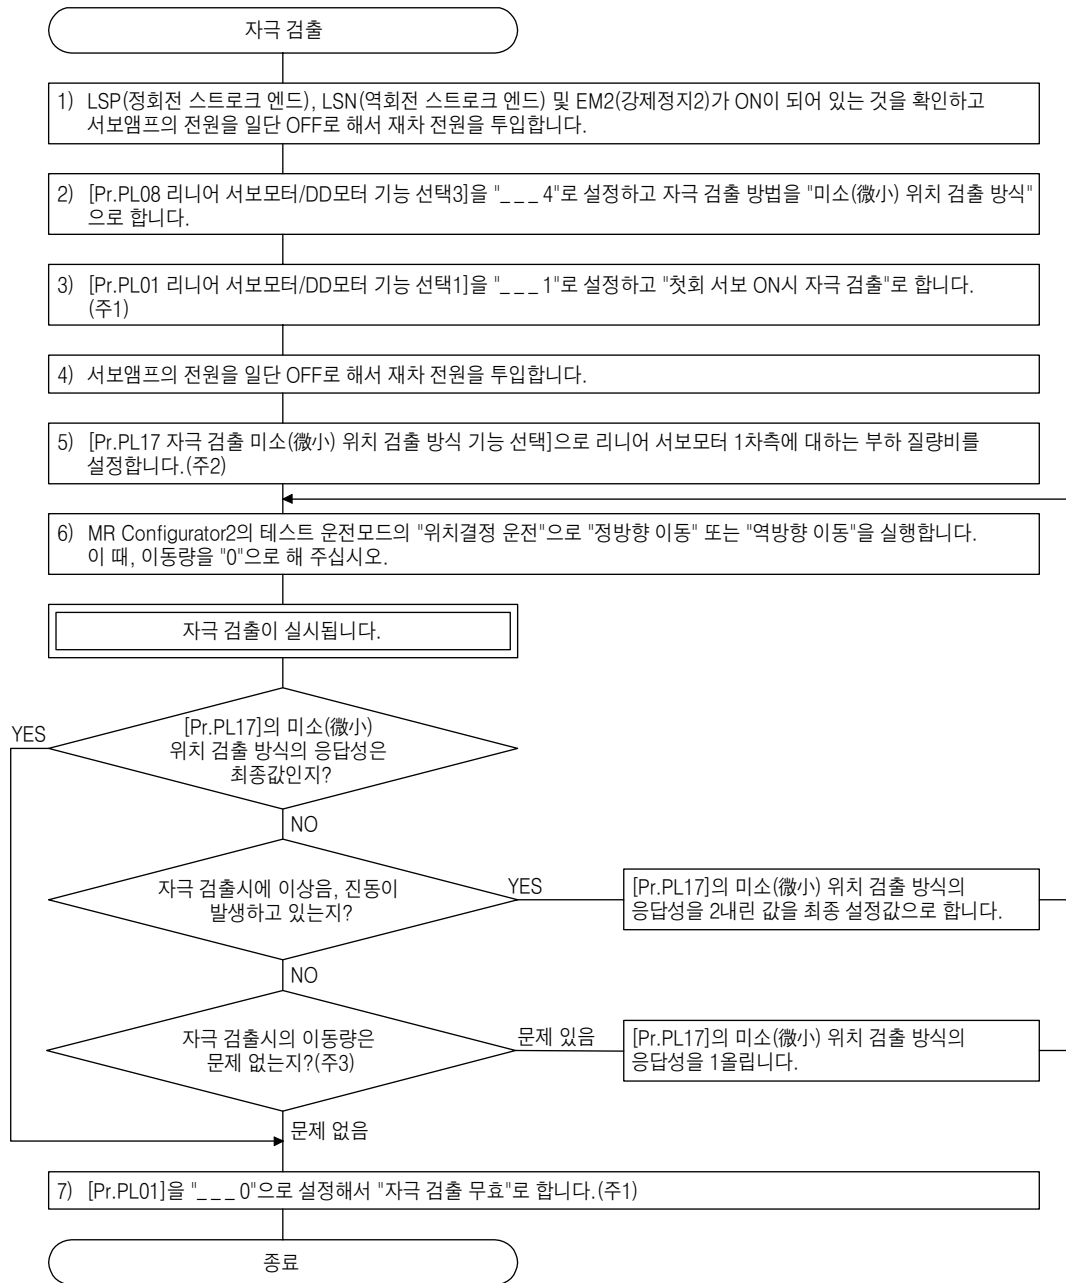 자극 검출
1) LSP(정회전 스트로크 엔드), LSN(역회전 스트로크 엔드) 및 EM2(강제정지2)가 ON이 되어 있는 것을 확인하고
서보앰프의 전원을 일단 OFF로 해서 재차 전원을 투입합니다.
2) [Pr.PL08 리니어 서보모터/DD모터 기능 선택3]을 "_ _ _ 4"로 설정하고 자극 검출 방법을 "미소(微小) 위치 검출 방식"
으로 합니다.
3) [Pr.PL01 리니어 서보모터/DD모터 기능 선택1]을 "_ _ _ 1"로 설정하고 "첫회 서보 ON시 자극 검출"로 합니다.
(주1)
4) 서보앰프의 전원을 일단 OFF로 해서 재차 전원을 투입합니다.
5) [Pr.PL17 자극 검출 미소(微小) 위치 검출 방식 기능 선택]으로 리니어 서보모터 1차측에 대하는 부하 질량비를
설정합니다.(주2)
6) MR Configurator2의 테스트 운전모드의 "위치결정 운전"으로 "정방향 이동" 또는 "역방향 이동"을 실행합니다.
이 때, 이동량을 "0"으로 해 주십시오.
자극 검출이 실시됩니다.
YES
[Pr.PL17]의 미소(微小)
위치 검출 방식의 응답성은
최종값인지?
NO
자극 검출시에 이상음, 진동이
발생하고 있는지?
YES
[Pr.PL17]의 미소(微小) 위치 검출 방식의
응답성을 2내린 값을 최종 설정값으로 합니다.
NO
자극 검출시의 이동량은
문제 없는지?(주3)
문제 있음
[Pr.PL17]의 미소(微小) 위치 검출 방식의
응답성을 1올립니다.
문제 없음
7) [Pr.PL01]을 "_ _ _ 0"으로 설정해서 "자극 검출 무효"로 합니다.(주1)
종료